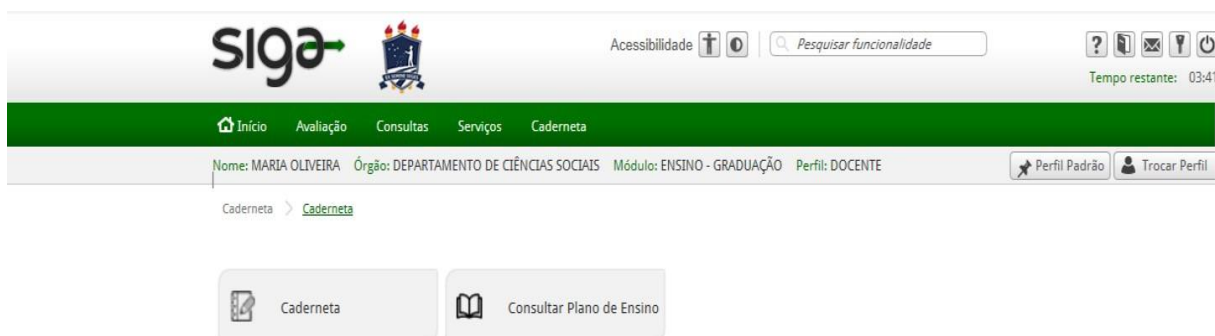 siga
Acessibilidade
Pesquisar funcionalidade
?
Tempo restante: 03:41
Início Avaliação Consultas Serviços Caderneta
Nome: MARIA OLIVEIRA Órgão: DEPARTAMENTO DE CIÊNCIAS SOCIAIS Módulo: ENSINO - GRADUAÇÃO Perfil: DOCENTE Perfil Padrão Trocar Perfil
Caderneta > Caderneta
Caderneta Consultar Plano de Ensino